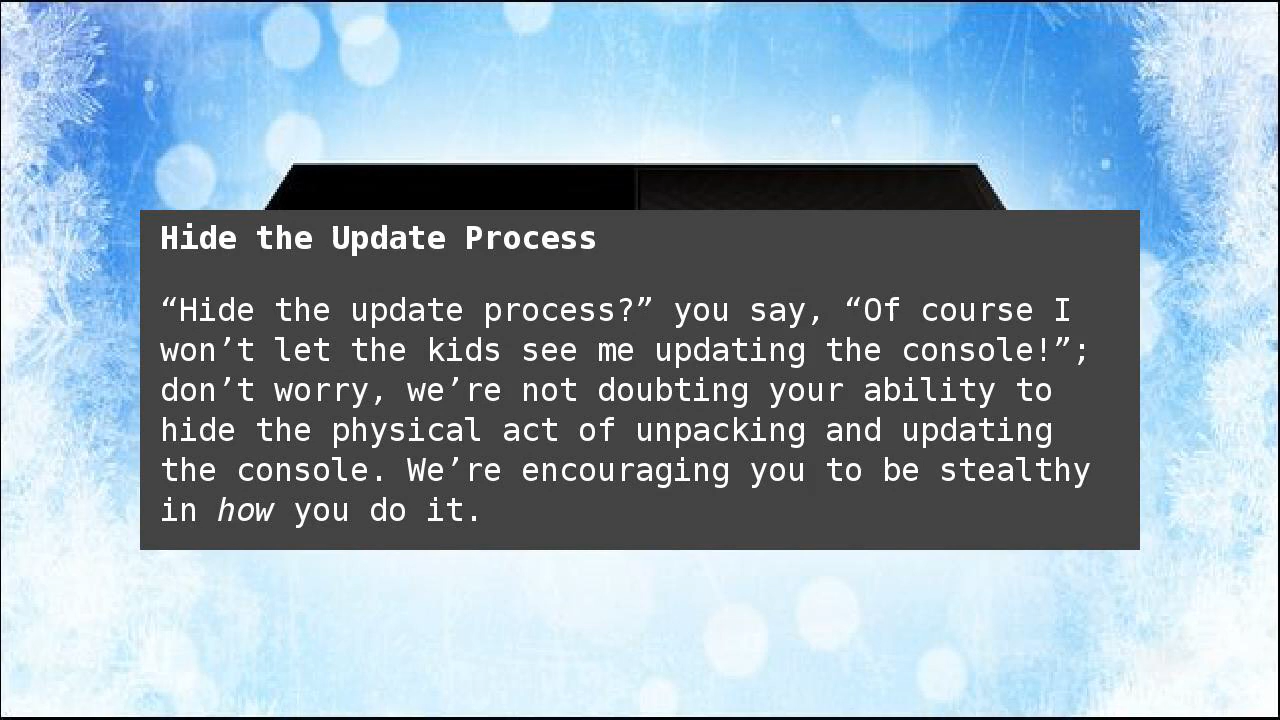 Hide the Update Process
“Hide the update process?” you say, “Of course I
won’t let the kids see me updating the console!”;
don’t worry, we’re not doubting your ability to
hide the physical act of unpacking and updating
the console. We’re encouraging you to be stealthy
in how you do it.